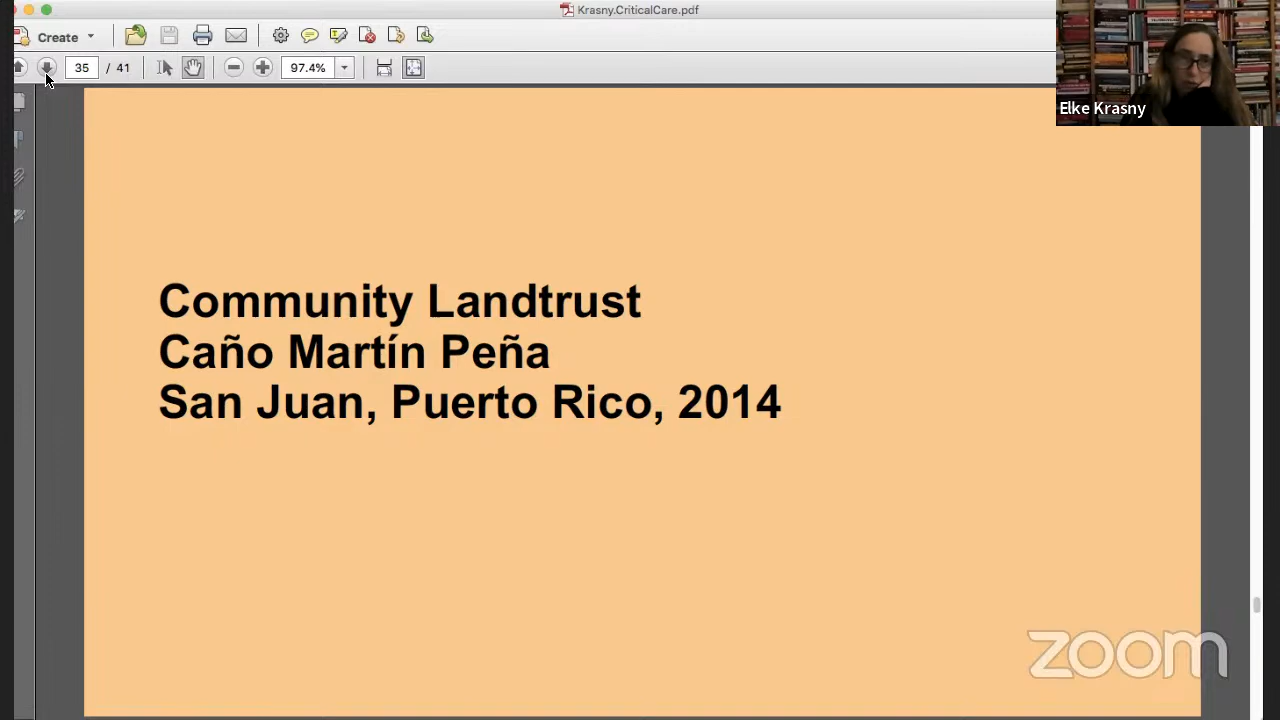 Krasny.CriticalCare.pdf
Create
35 / 41
97.4%
Elke Krasny
Community Landtrust
Caño Martín Peña
San Juan, Puerto Rico, 2014
zoom